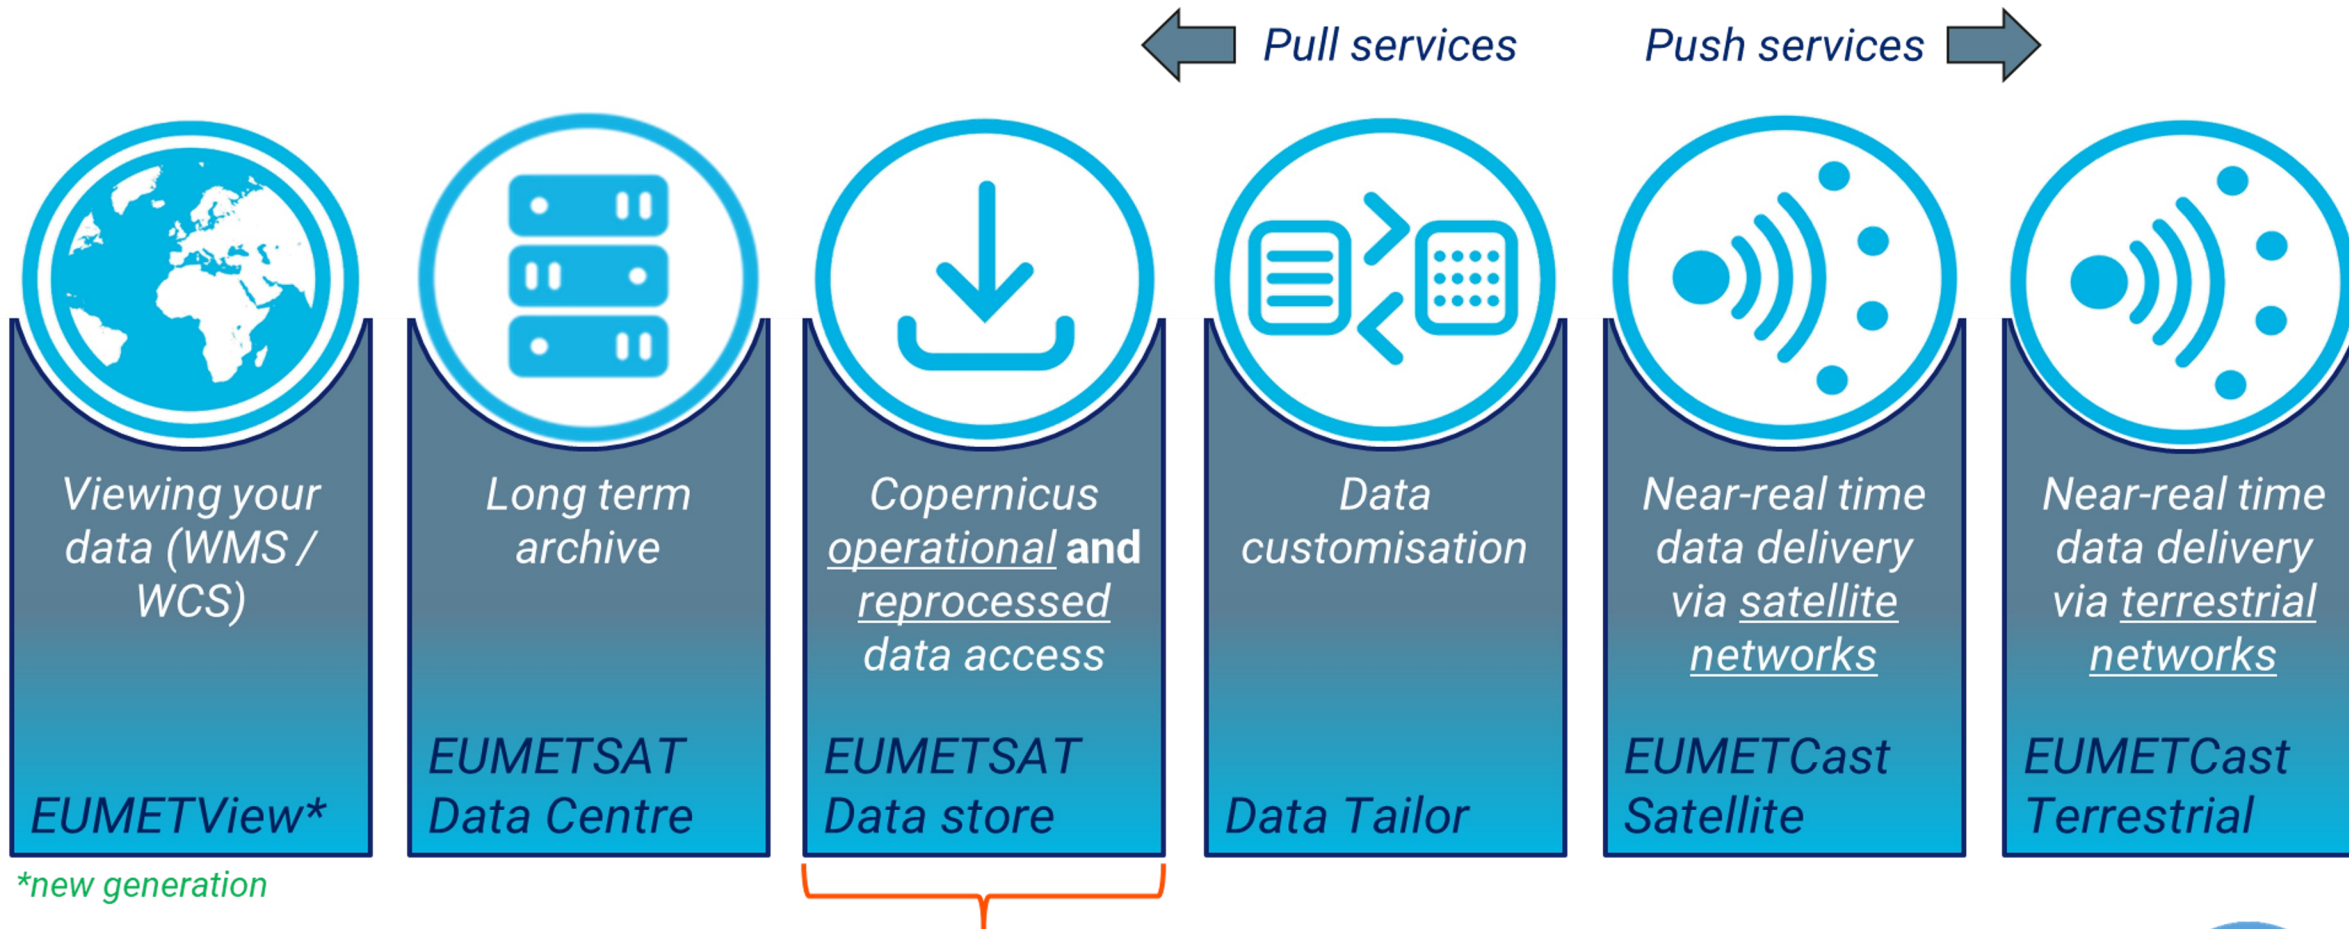 Pull services
Push services
Viewing your
data (WMS /
WCS)
EUMETView*
Long term
archive
EUMETSAT
Data Centre
Copernicus
operational and
reprocessed
data access
EUMETSAT
Data store
Data
customisation
Data Tailor
Near-real time
data delivery
via satellite
networks
EUMETCast
Satellite
Near-real time
data delivery
via terrestrial
networks
EUMETCast
Terrestrial
*new generation